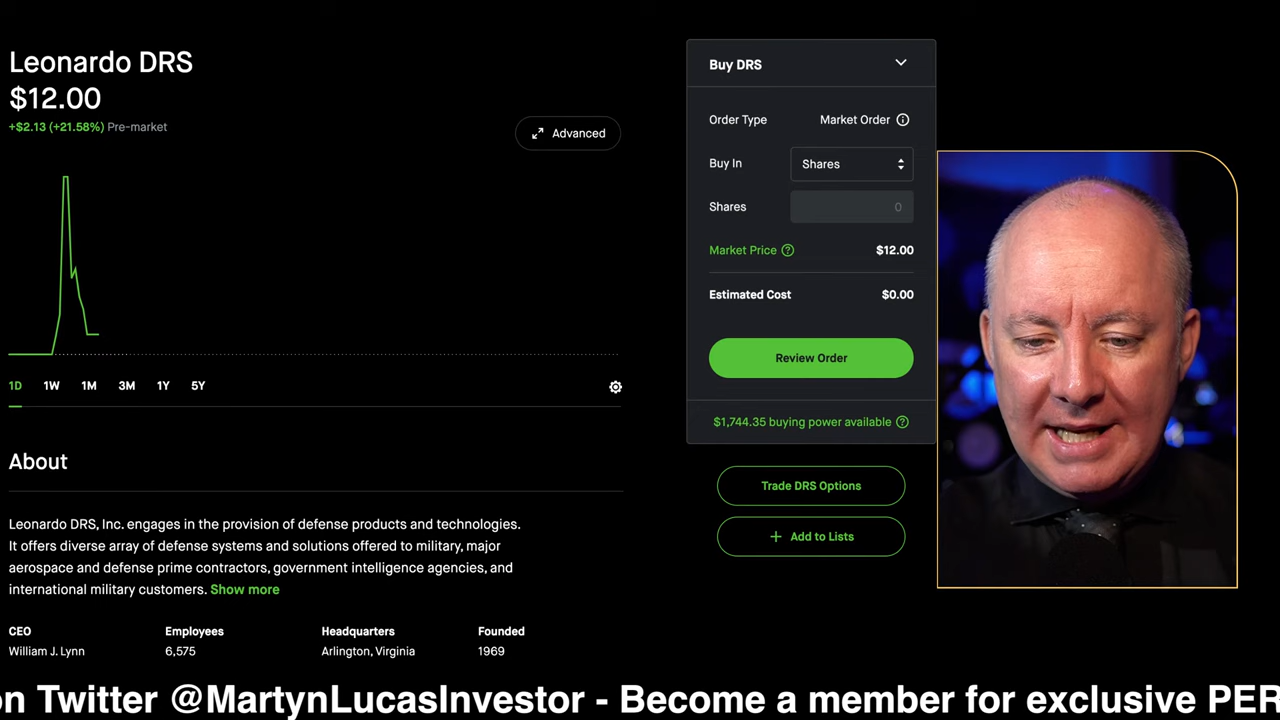 Leonardo DRS
$12.00
+$2.13 (+21.58%) Pre-market
Advanced
1D 1W 1M 3M 1Y 5Y
About
Leonardo DRS, Inc. engages in the provision of defense products and technologies.
It offers diverse array of defense systems and solutions offered to military, major
aerospace and defense prime contractors, government intelligence agencies, and
international military customers. Show more
CEO Employees Headquarters Founded
William J. Lynn 6,575 Arlington, Virginia 1969
Buy DRS
Order Type Market Order
Buy In Shares
Shares 0
Market Price $12.00
Estimated Cost $0.00
Review Order
$1,744.35 buying power available
Trade DRS Options
+ Add to Lists
on Twitter @MartynLucasInvestor - Become a member for exclusive PER